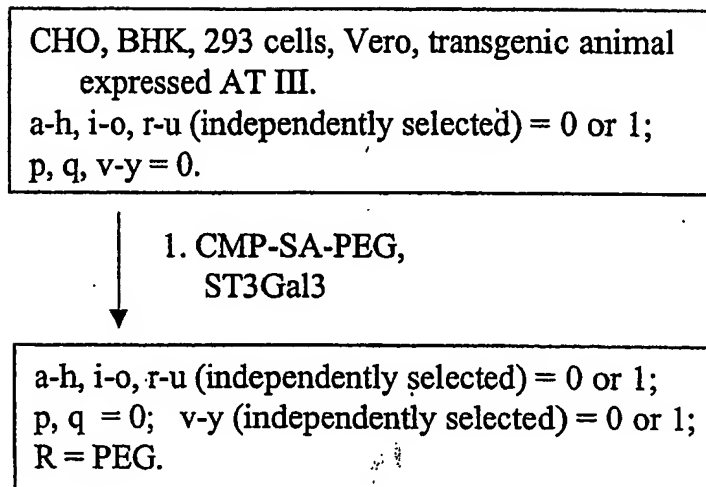 CHO, BHK, 293 cells, Vero, transgenic animal
expressed AT III.
a-h, i-o, r-u (independently selected) = 0 or 1;
p, q, v-y = 0.
1. CMP-SA-PEG,
ST3Gal3
a-h, i-o, r-u (independently selected) = 0 or 1;
p, q = 0; v-y (independently selected) = 0 or 1;
R = PEG.